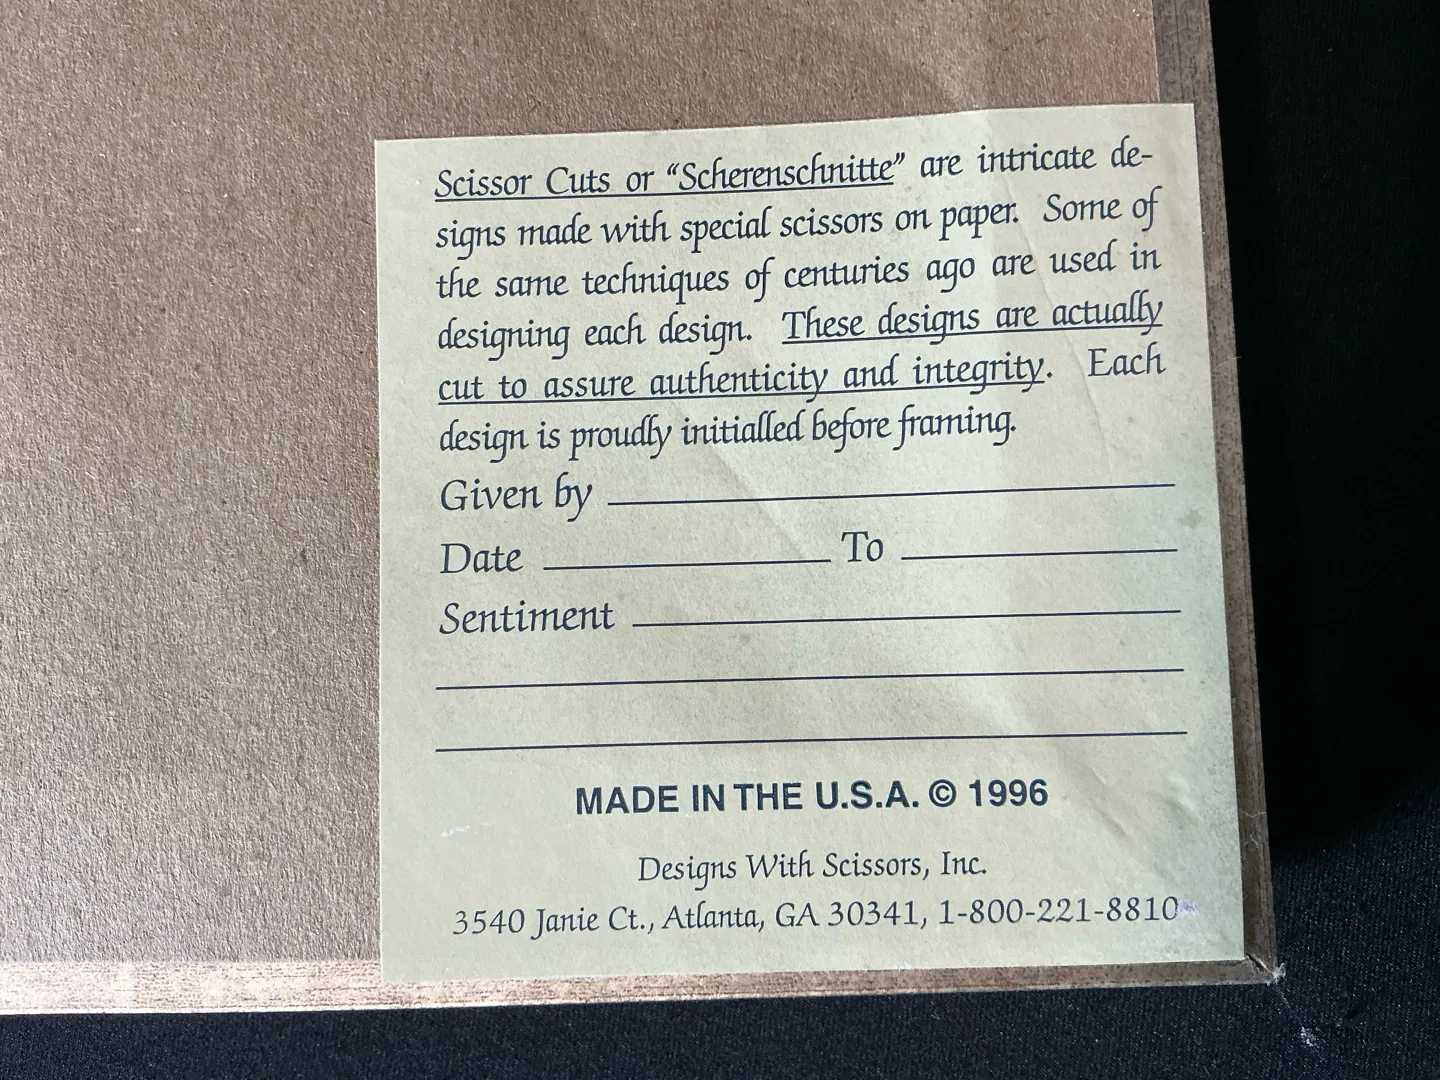 Scissor Cuts or “Scherenschnitte” are intricate de-
signs made with special scissors on paper. Some of
the same techniques of centuries ago are used in
designing each design. These designs are actually
cut to assure authenticity and integrity. Each
design is proudly initialled before framing.
Given by
Date To
Sentiment
MADE IN THE U.S.A. © 1996
Designs With Scissors, Inc.
3540 Janie Ct., Atlanta, GA 30341, 1-800-221-8810